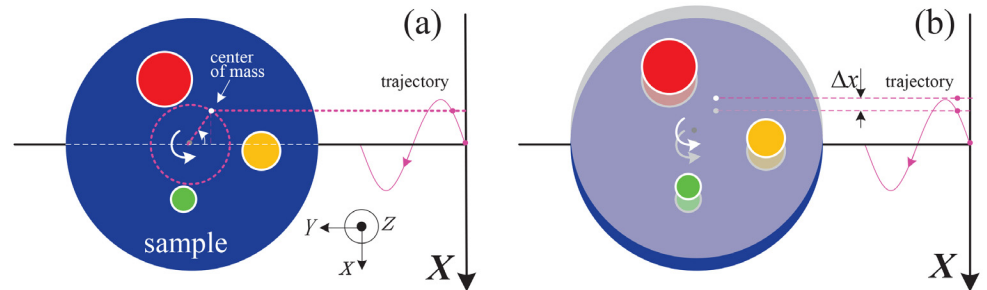 (a)
center
of mass
trajectory
sample
Y
Z
X
X
(b)
Δx
trajectory
X